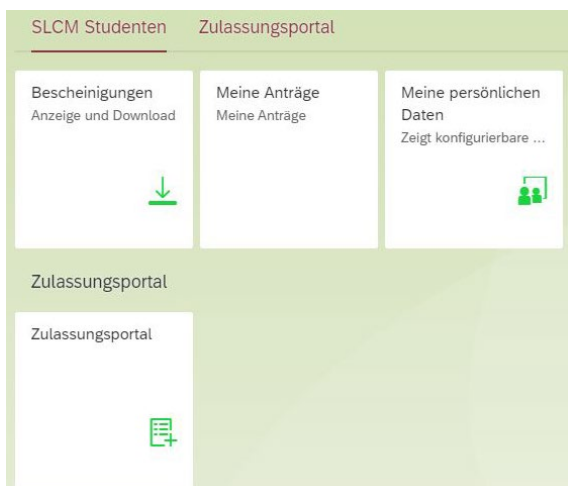 SLCM Studenten Zulassungsportal
Bescheinigungen
Anzeige und Download
Meine Anträge
Meine Anträge
Meine persönlichen
Daten
Zeigt konfigurierbare ...
Zulassungsportal
Zulassungsportal